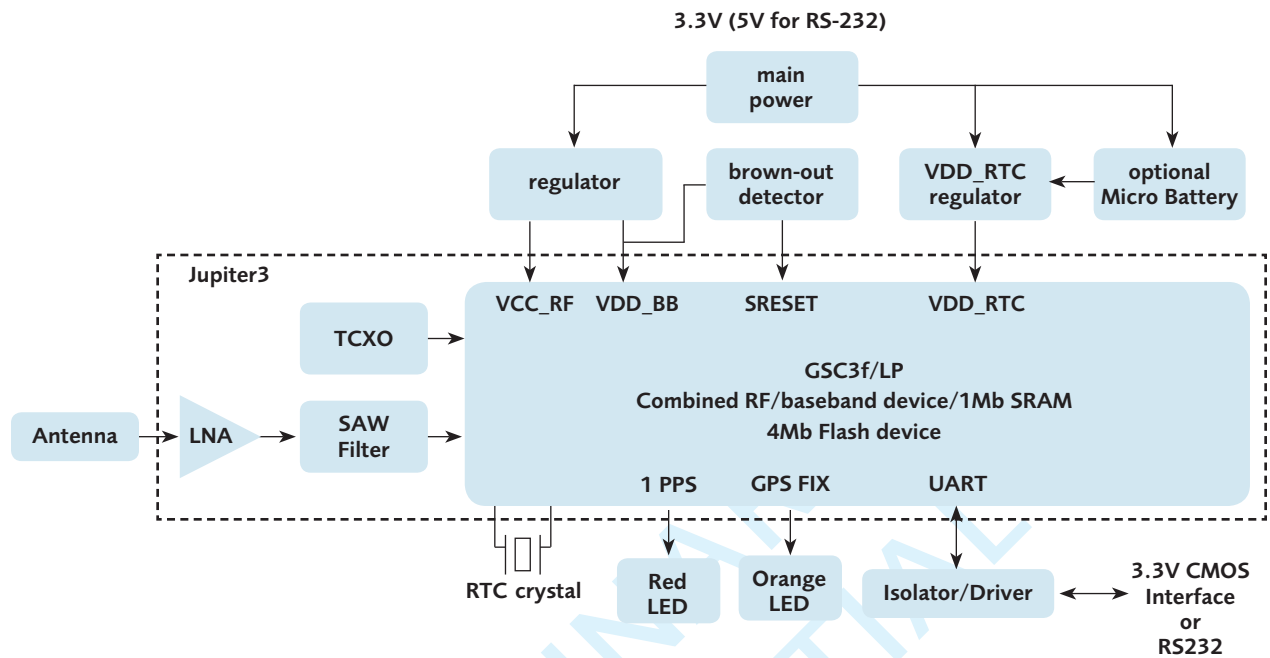 3.3V (5V for RS-232)
main
power
regulator
brown-out
detector
VDD_RTC
regulator
optional
Micro Battery
Jupiter3
VCC_RF
VDD_BB
SRESET
VDD_RTC
TCXO
GSC3f/LP
Combined RF/baseband device/1Mb SRAM
4Mb Flash device
Antenna
LNA
SAW
Filter
1 PPS
GPS FIX
UART
RTC crystal
Red
LED
Orange
LED
Isolator/Driver
3.3V CMOS
Interface
or
RS232